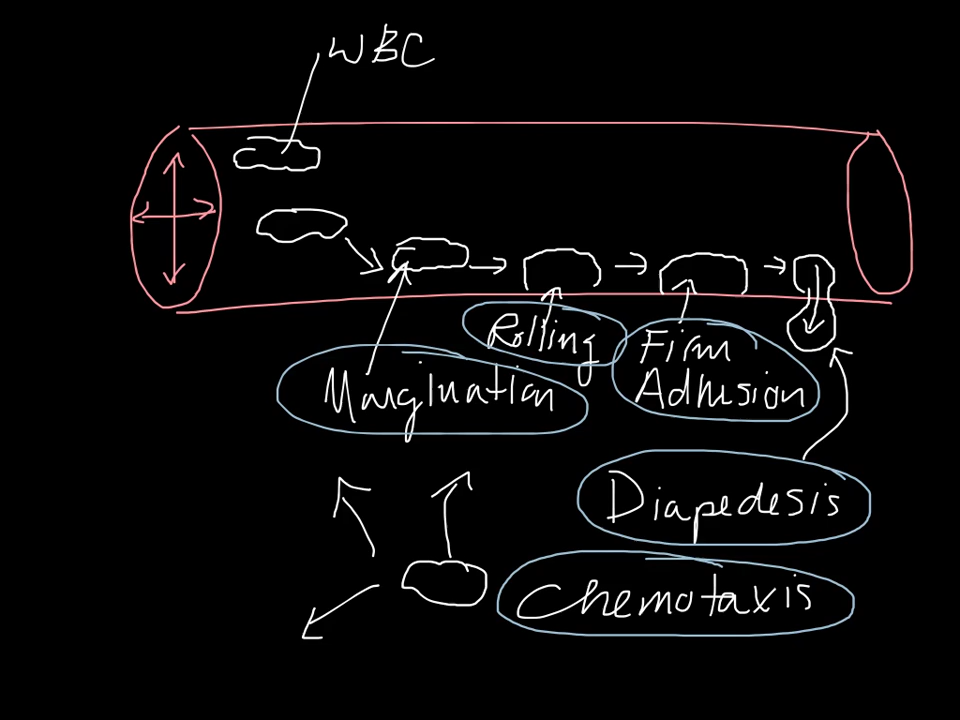 WBC
Rolling
Firm
Adhesion
Margination
Diapedesis
Chemotaxis